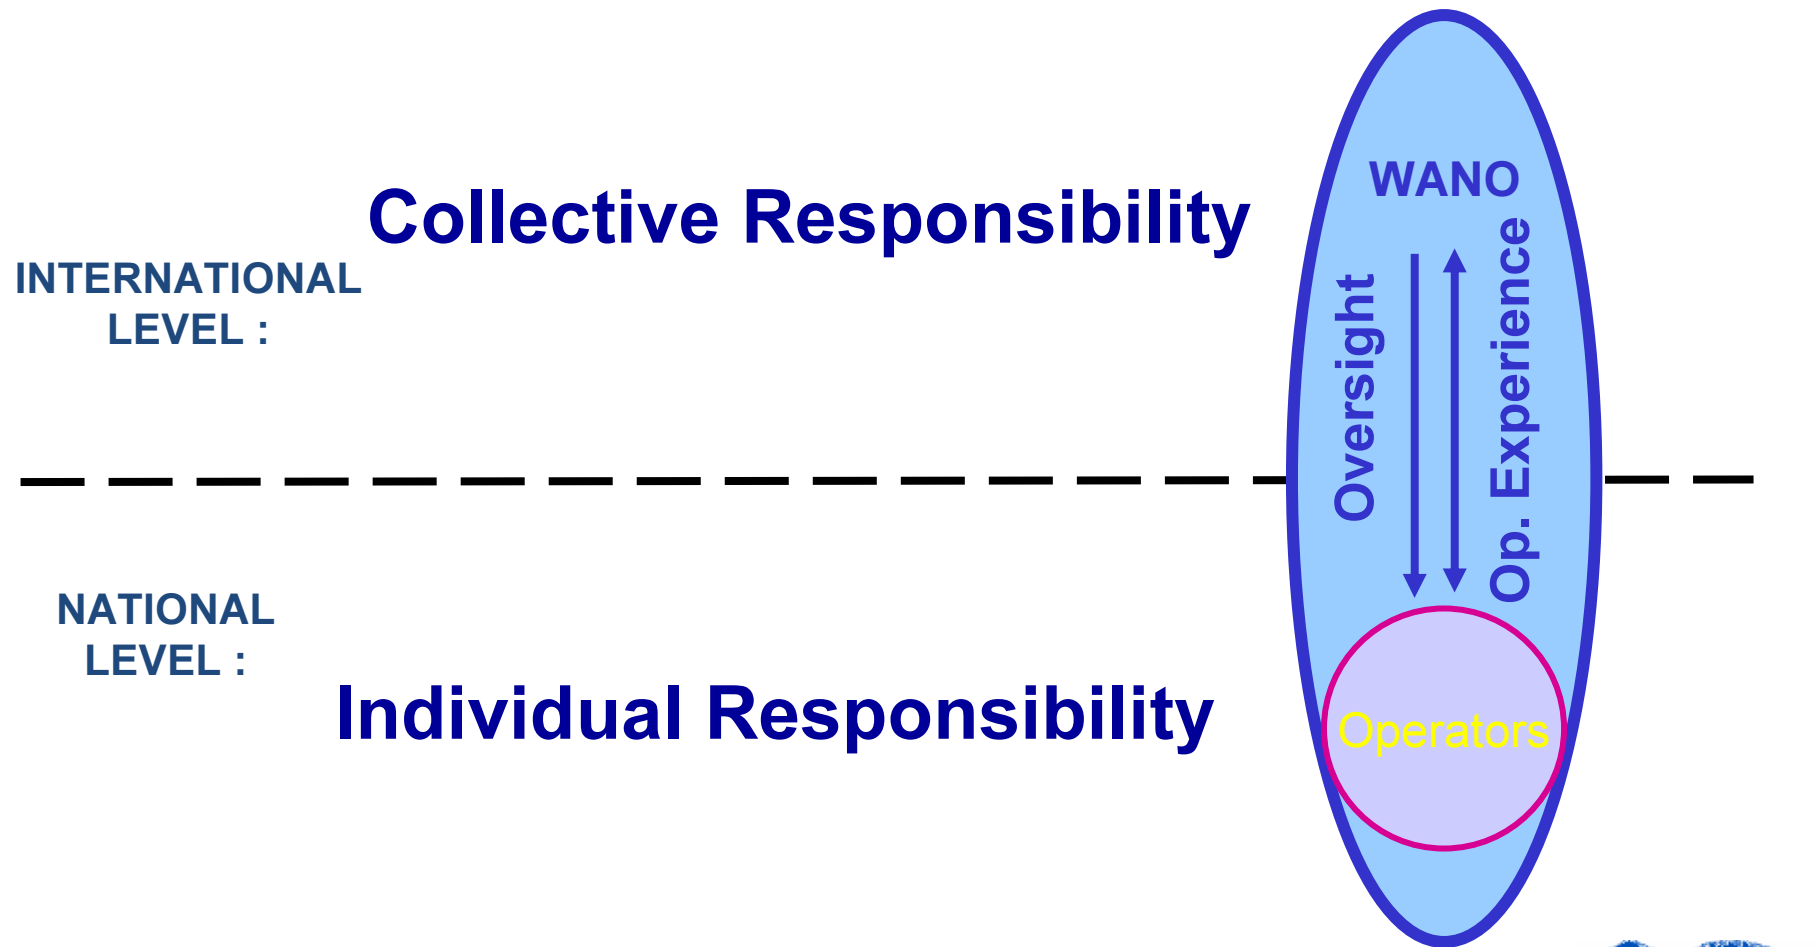 WANO
Collective Responsibility
INTERNATIONAL
LEVEL :
Oversight
Op. Experience
NATIONAL
LEVEL :
Individual Responsibility
Operators